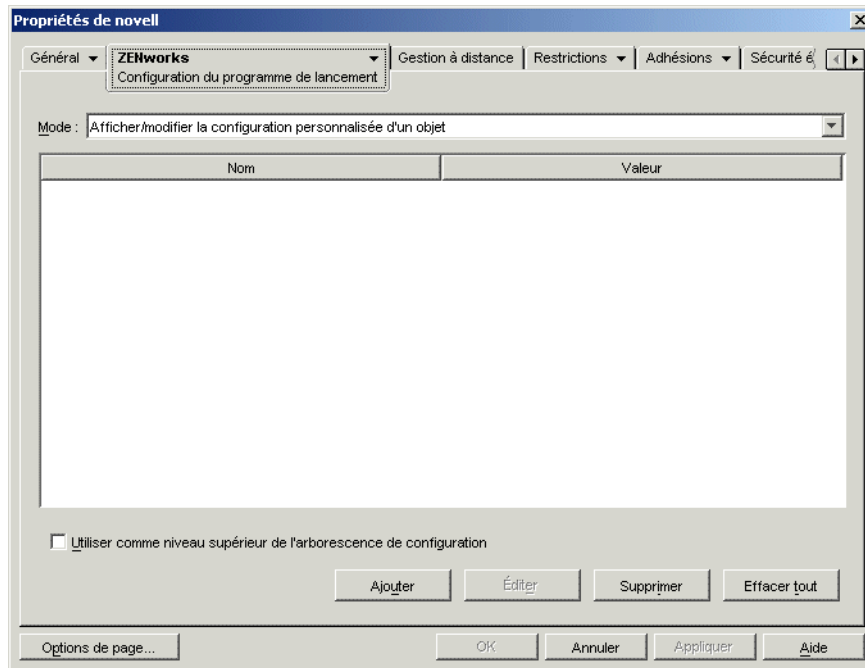 Propriétés de novell
Général ZENworks Gestion à distance Restrictions Adhésions Sécurité é
Configuration du programme de lancement
Mode : Afficher/modifier la configuration personnalisée d'un objet
Nom Valeur
Utiliser comme niveau supérieur de l'arborescence de configuration
Ajouter Éditer Supprimer Effacer tout
Options de page... OK Annuler Appliquer Aide